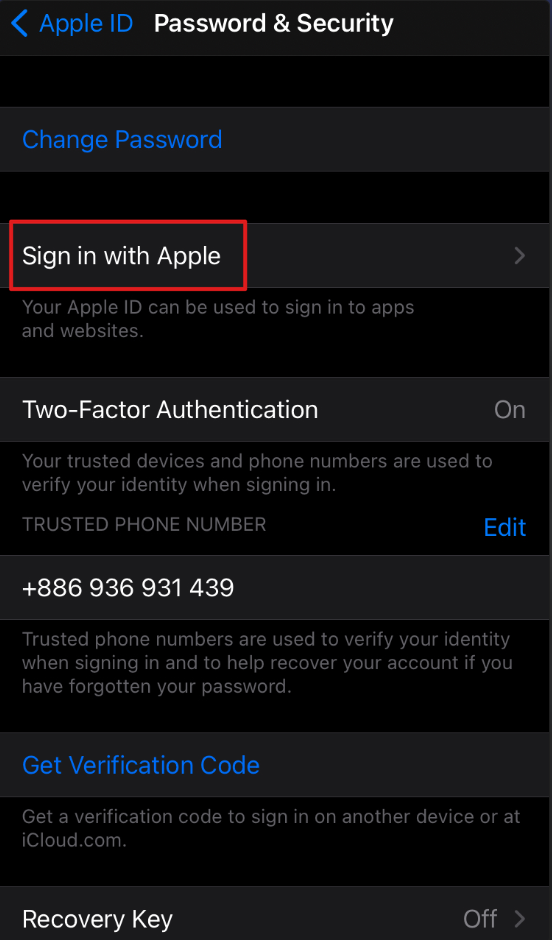 Apple ID Password & Security
Change Password
Sign in with Apple
Your Apple ID can be used to sign in to apps
and websites.
Two-Factor Authentication On
Your trusted devices and phone numbers are used to
verify your identity when signing in.
TRUSTED PHONE NUMBER Edit
+886 936 931 439
Trusted phone numbers are used to verify your identity
when signing in and to help recover your account if you
have forgotten your password.
Get Verification Code
Get a verification code to sign in on another device or at
iCloud.com.
Recovery Key Off